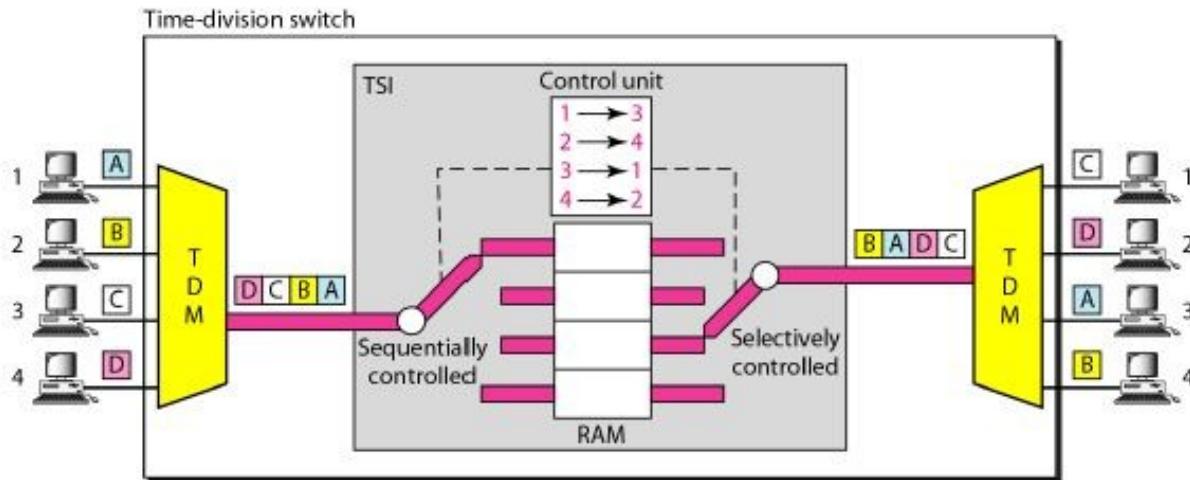 Time-division switch
TSI
Control unit
1 → 3
2 → 4
3 → 1
4 → 2
1 A
2 B
3 C
4 D
T
D
M
D C B A
Sequentially
controlled
RAM
Selectively
controlled
B A D C
T
D
M
C 1
D 2
A 3
B 4